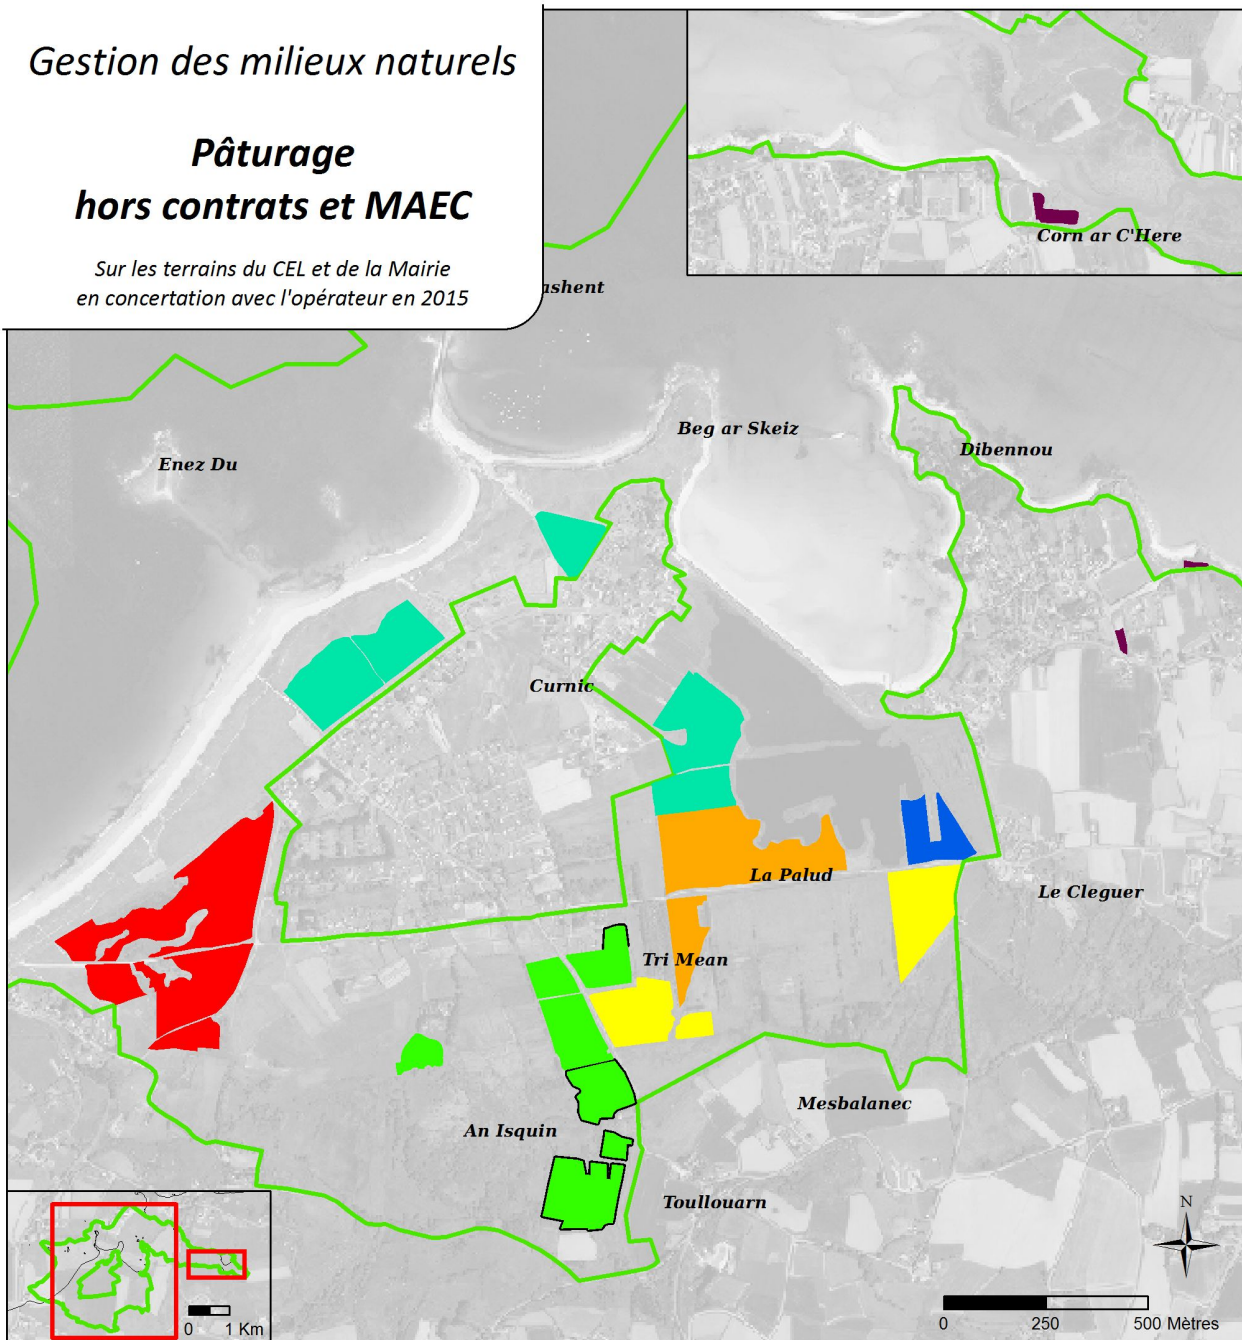 Gestion des milieux naturels
Pâturage
hors contrats et MAEC
Sur les terrains du CEL et de la Mairie
en concertation avec l'opérateur en 2015
Corn ar C'Here
ashent
Beg ar Skeiz
Dibennou
Enez Du
Curnic
La Palud
Le Cleguer
Tri Mean
Mesbalanec
An Isquin
Toullouarn
N
0 1 Km
0 250 500 Mètres